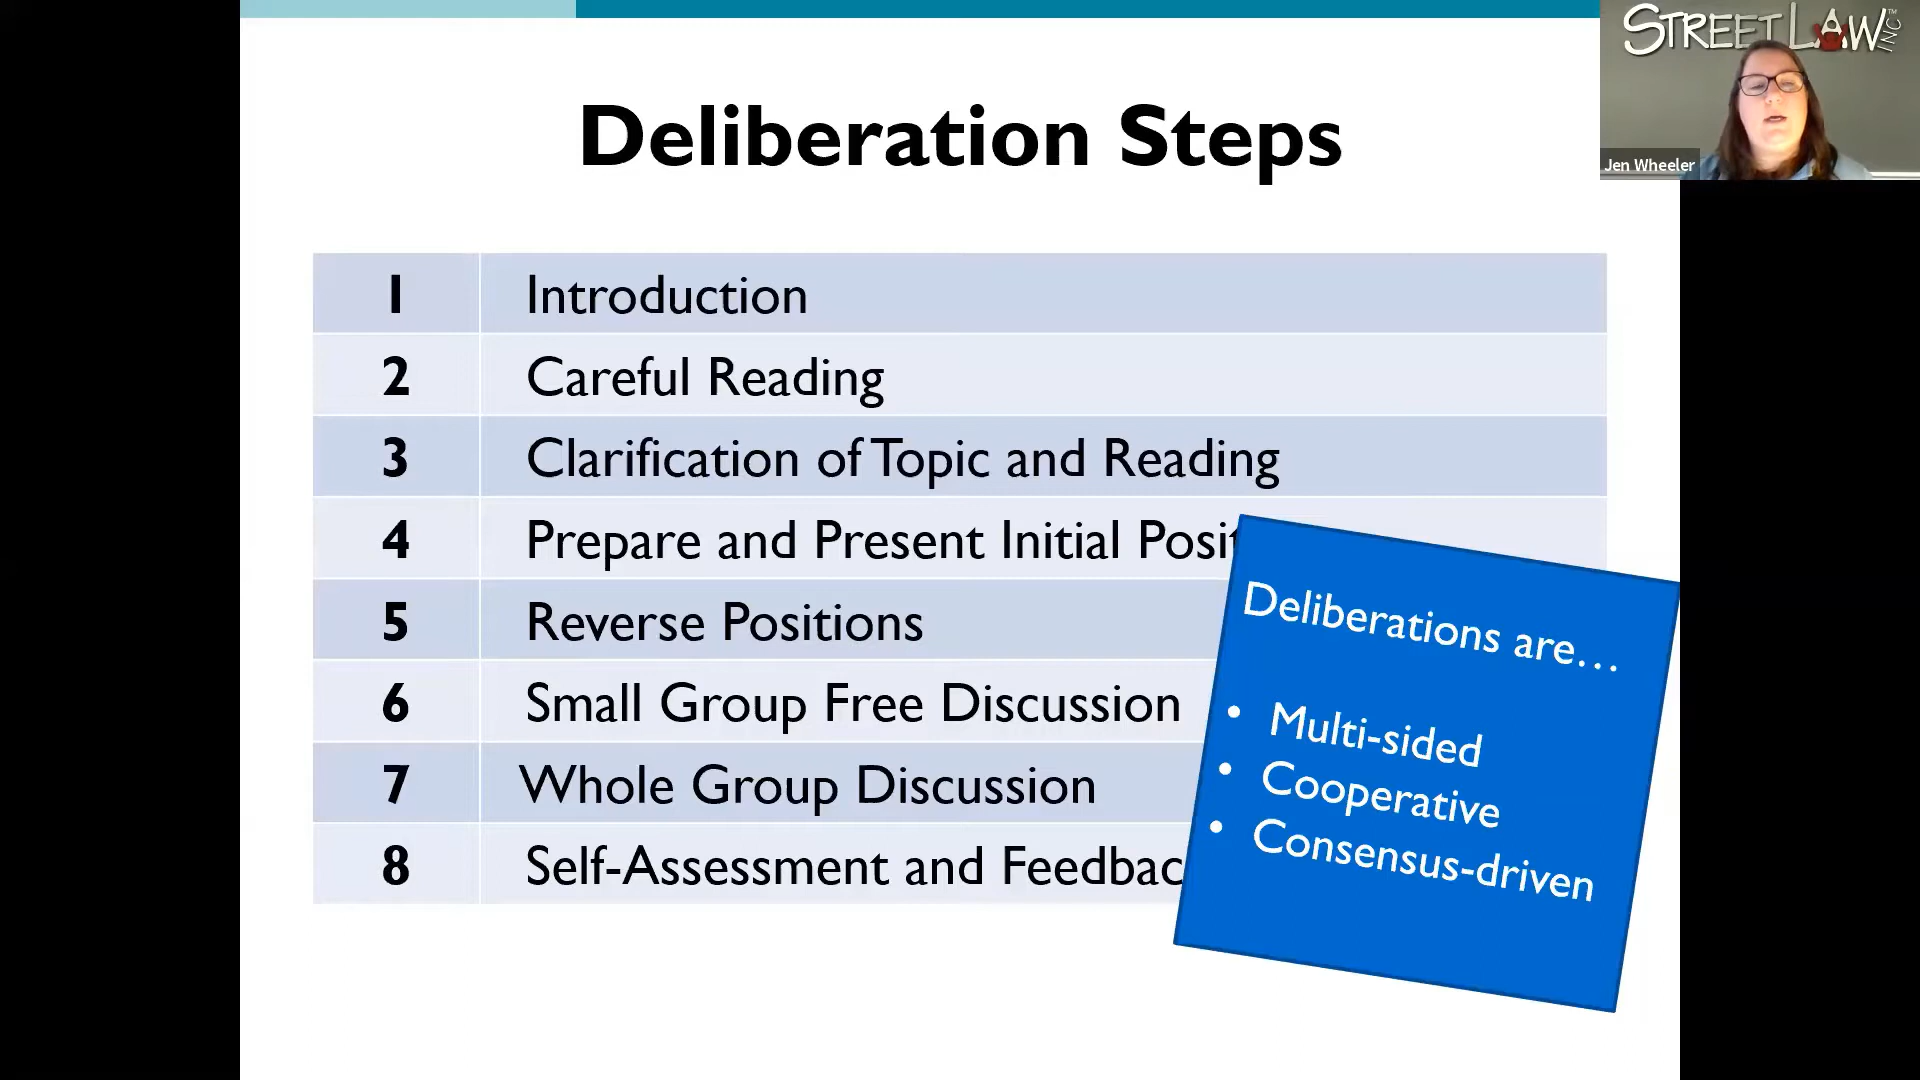 STREET LAW INC
Jen Wheeler
Deliberation Steps
1 Introduction
2 Careful Reading
3 Clarification of Topic and Reading
4 Prepare and Present Initial
5 Reverse Positions
6 Small Group Free Discussion
7 Whole Group Discussion
8 Self-Assessment and
Deliberations are...
• Multi-sided
• Cooperative
• Consensus-driven